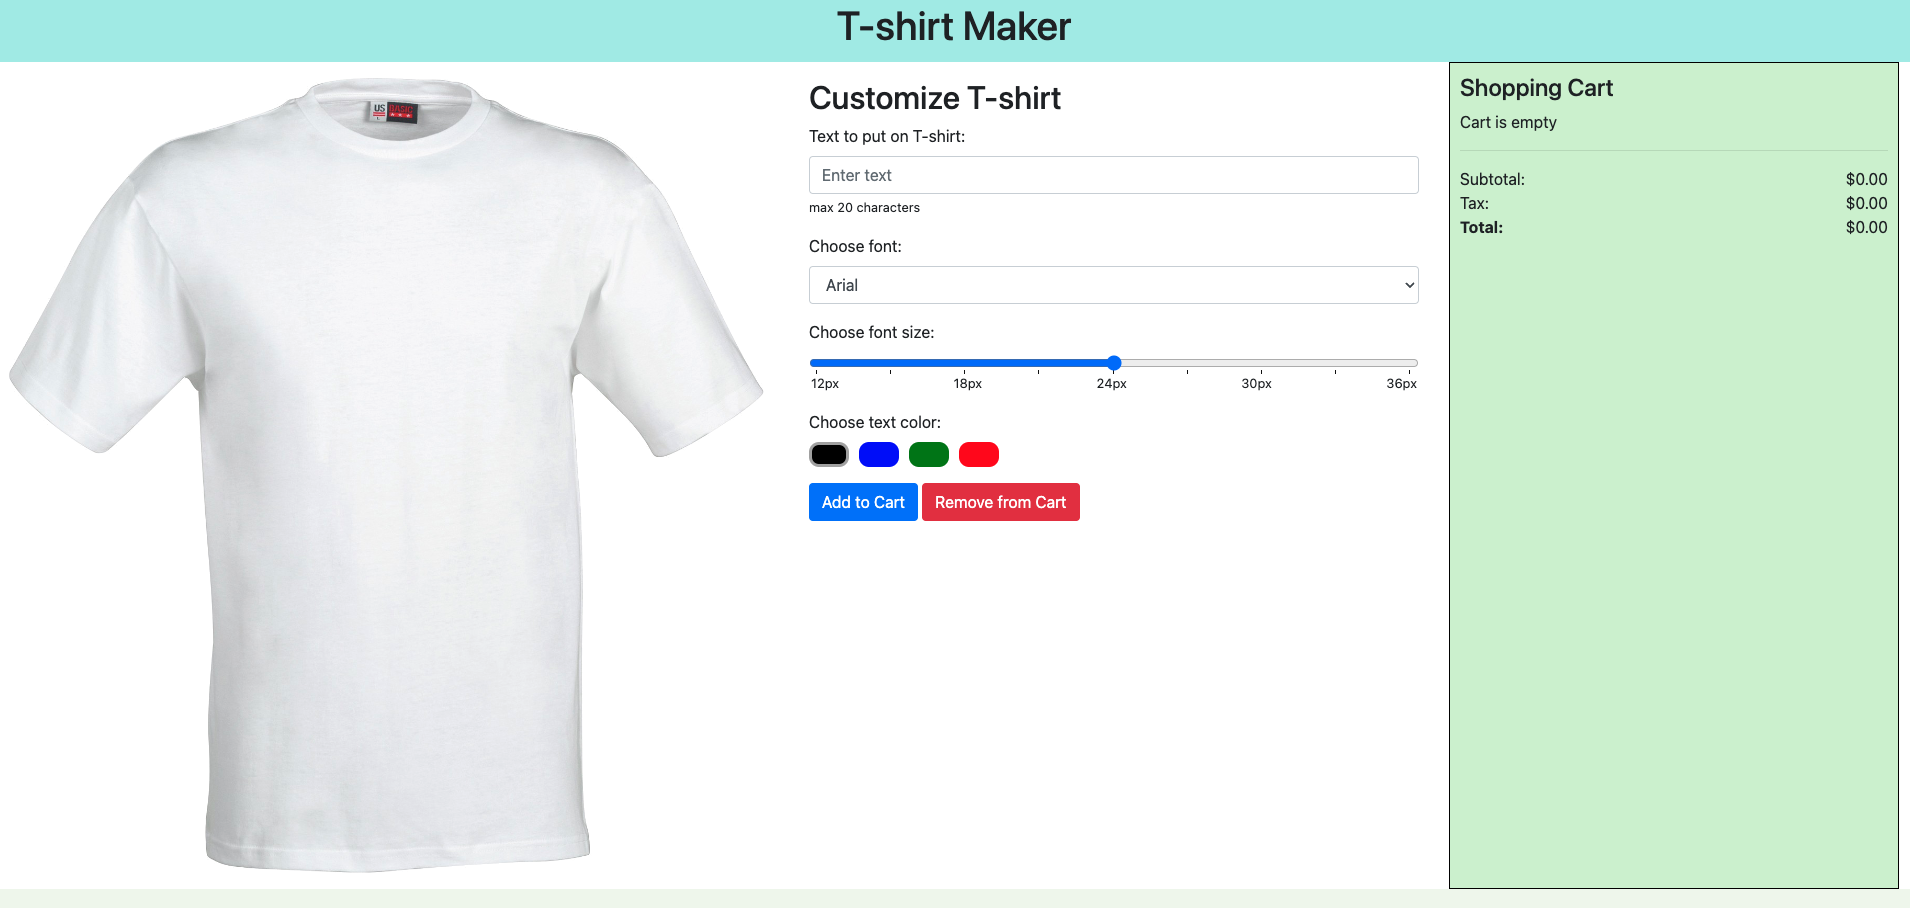 T-shirt Maker
US BASIC
L
Customize T-shirt
Text to put on T-shirt:
Enter text
max 20 characters
Choose font:
Arial
Choose font size:
12px 18px 24px 30px 36px
Choose text color:
Add to Cart Remove from Cart
Shopping Cart
Cart is empty
Subtotal: $0.00
Tax: $0.00
Total: $0.00